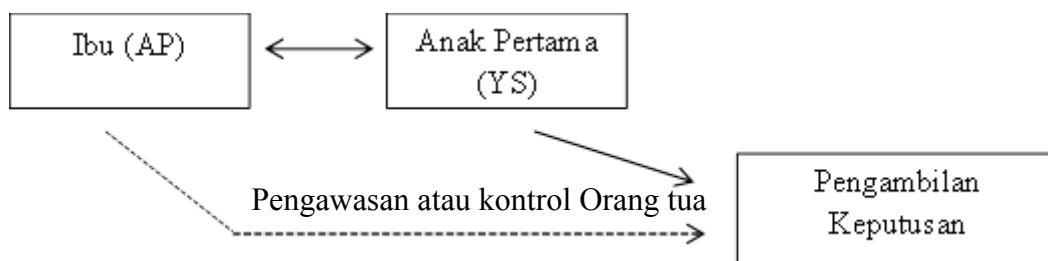 Ibu (AP)
Anak Pertama
(YS)
Pengawasan atau kontrol Orang tua
Pengambilan
Keputusan